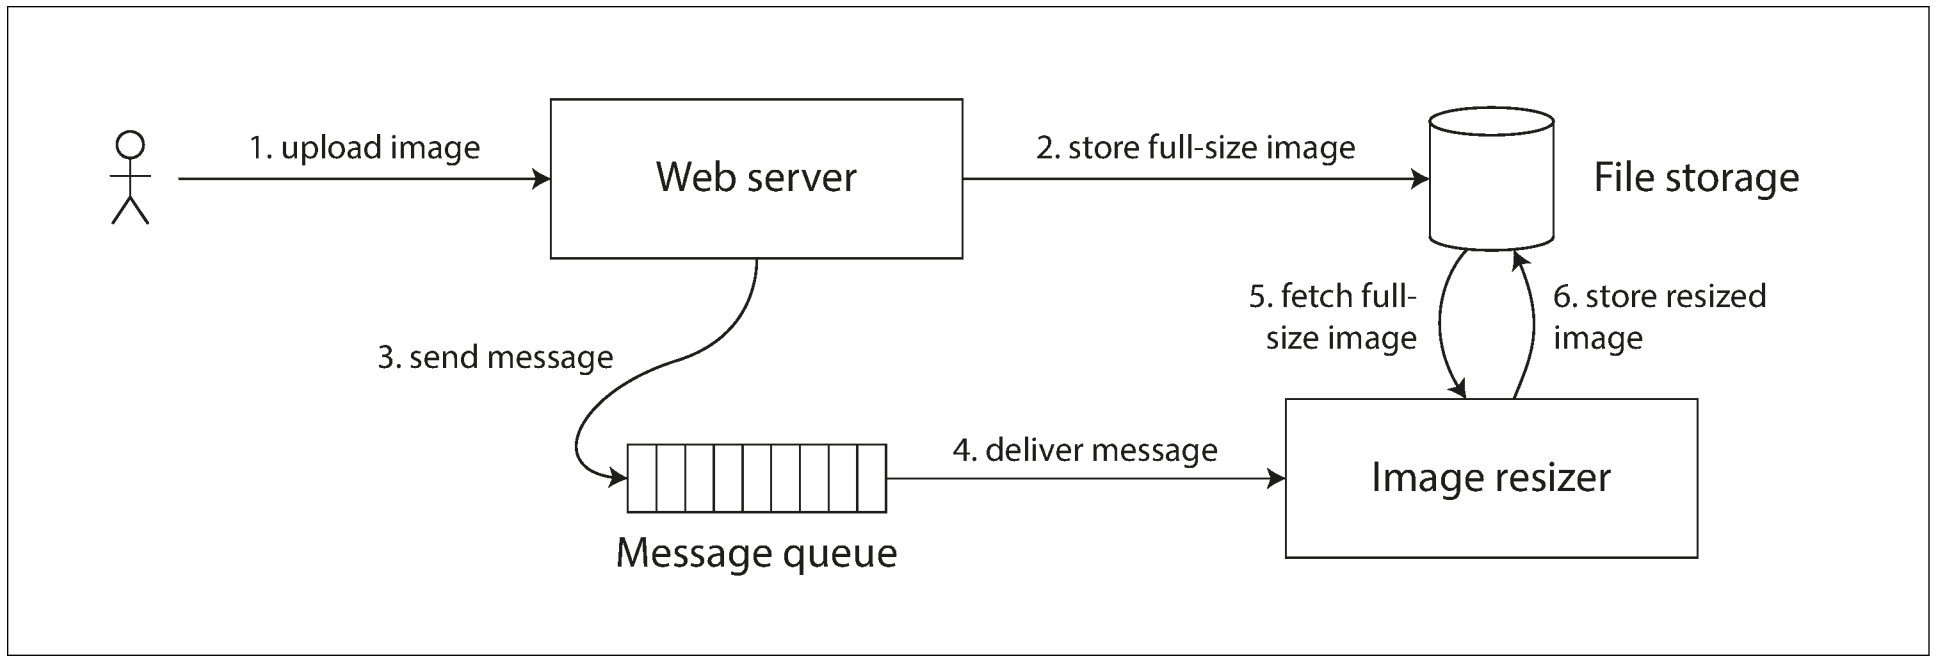 1. upload image
Web server
2. store full-size image
File storage
3. send message
5. fetch full-
size image
6. store resized
image
4. deliver message
Image resizer
Message queue